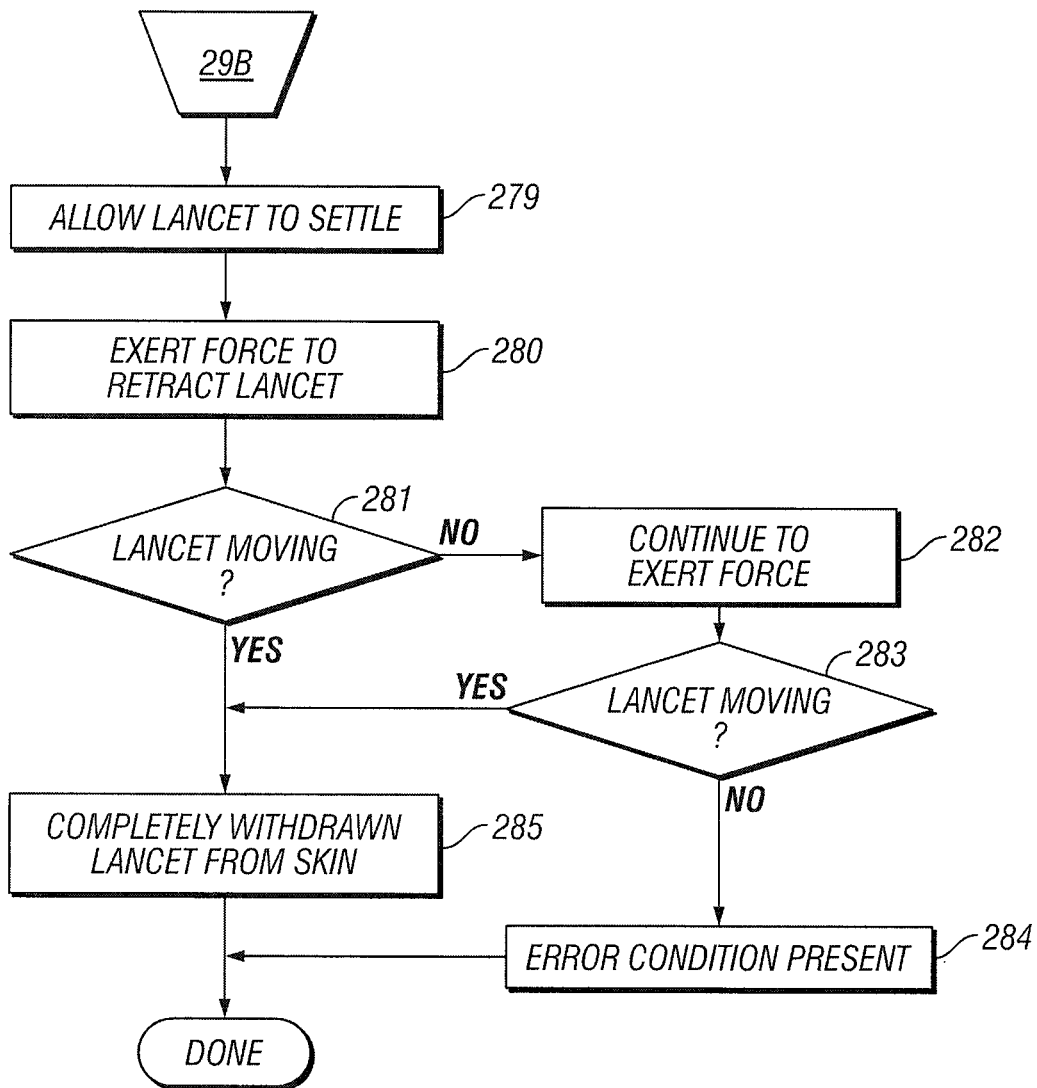 29B
ALLOW LANCET TO SETTLE
279
EXERT FORCE TO
RETRACT LANCET
280
281
LANCET MOVING
?
NO
YES
CONTINUE TO
EXERT FORCE
282
283
LANCET MOVING
?
YES
NO
COMPLETELY WITHDRAWN
LANCET FROM SKIN
285
ERROR CONDITION PRESENT
284
DONE